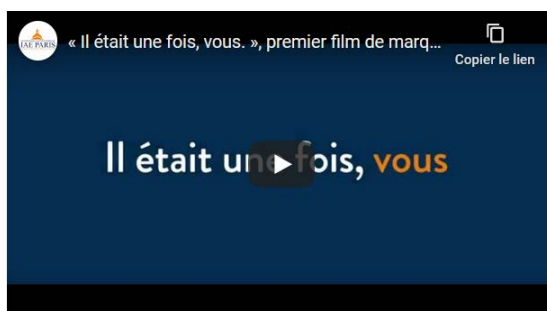 IAE PARIS
« Il était une fois, vous. », premier film de marq...
Copier le lien
Il était une fois, vous